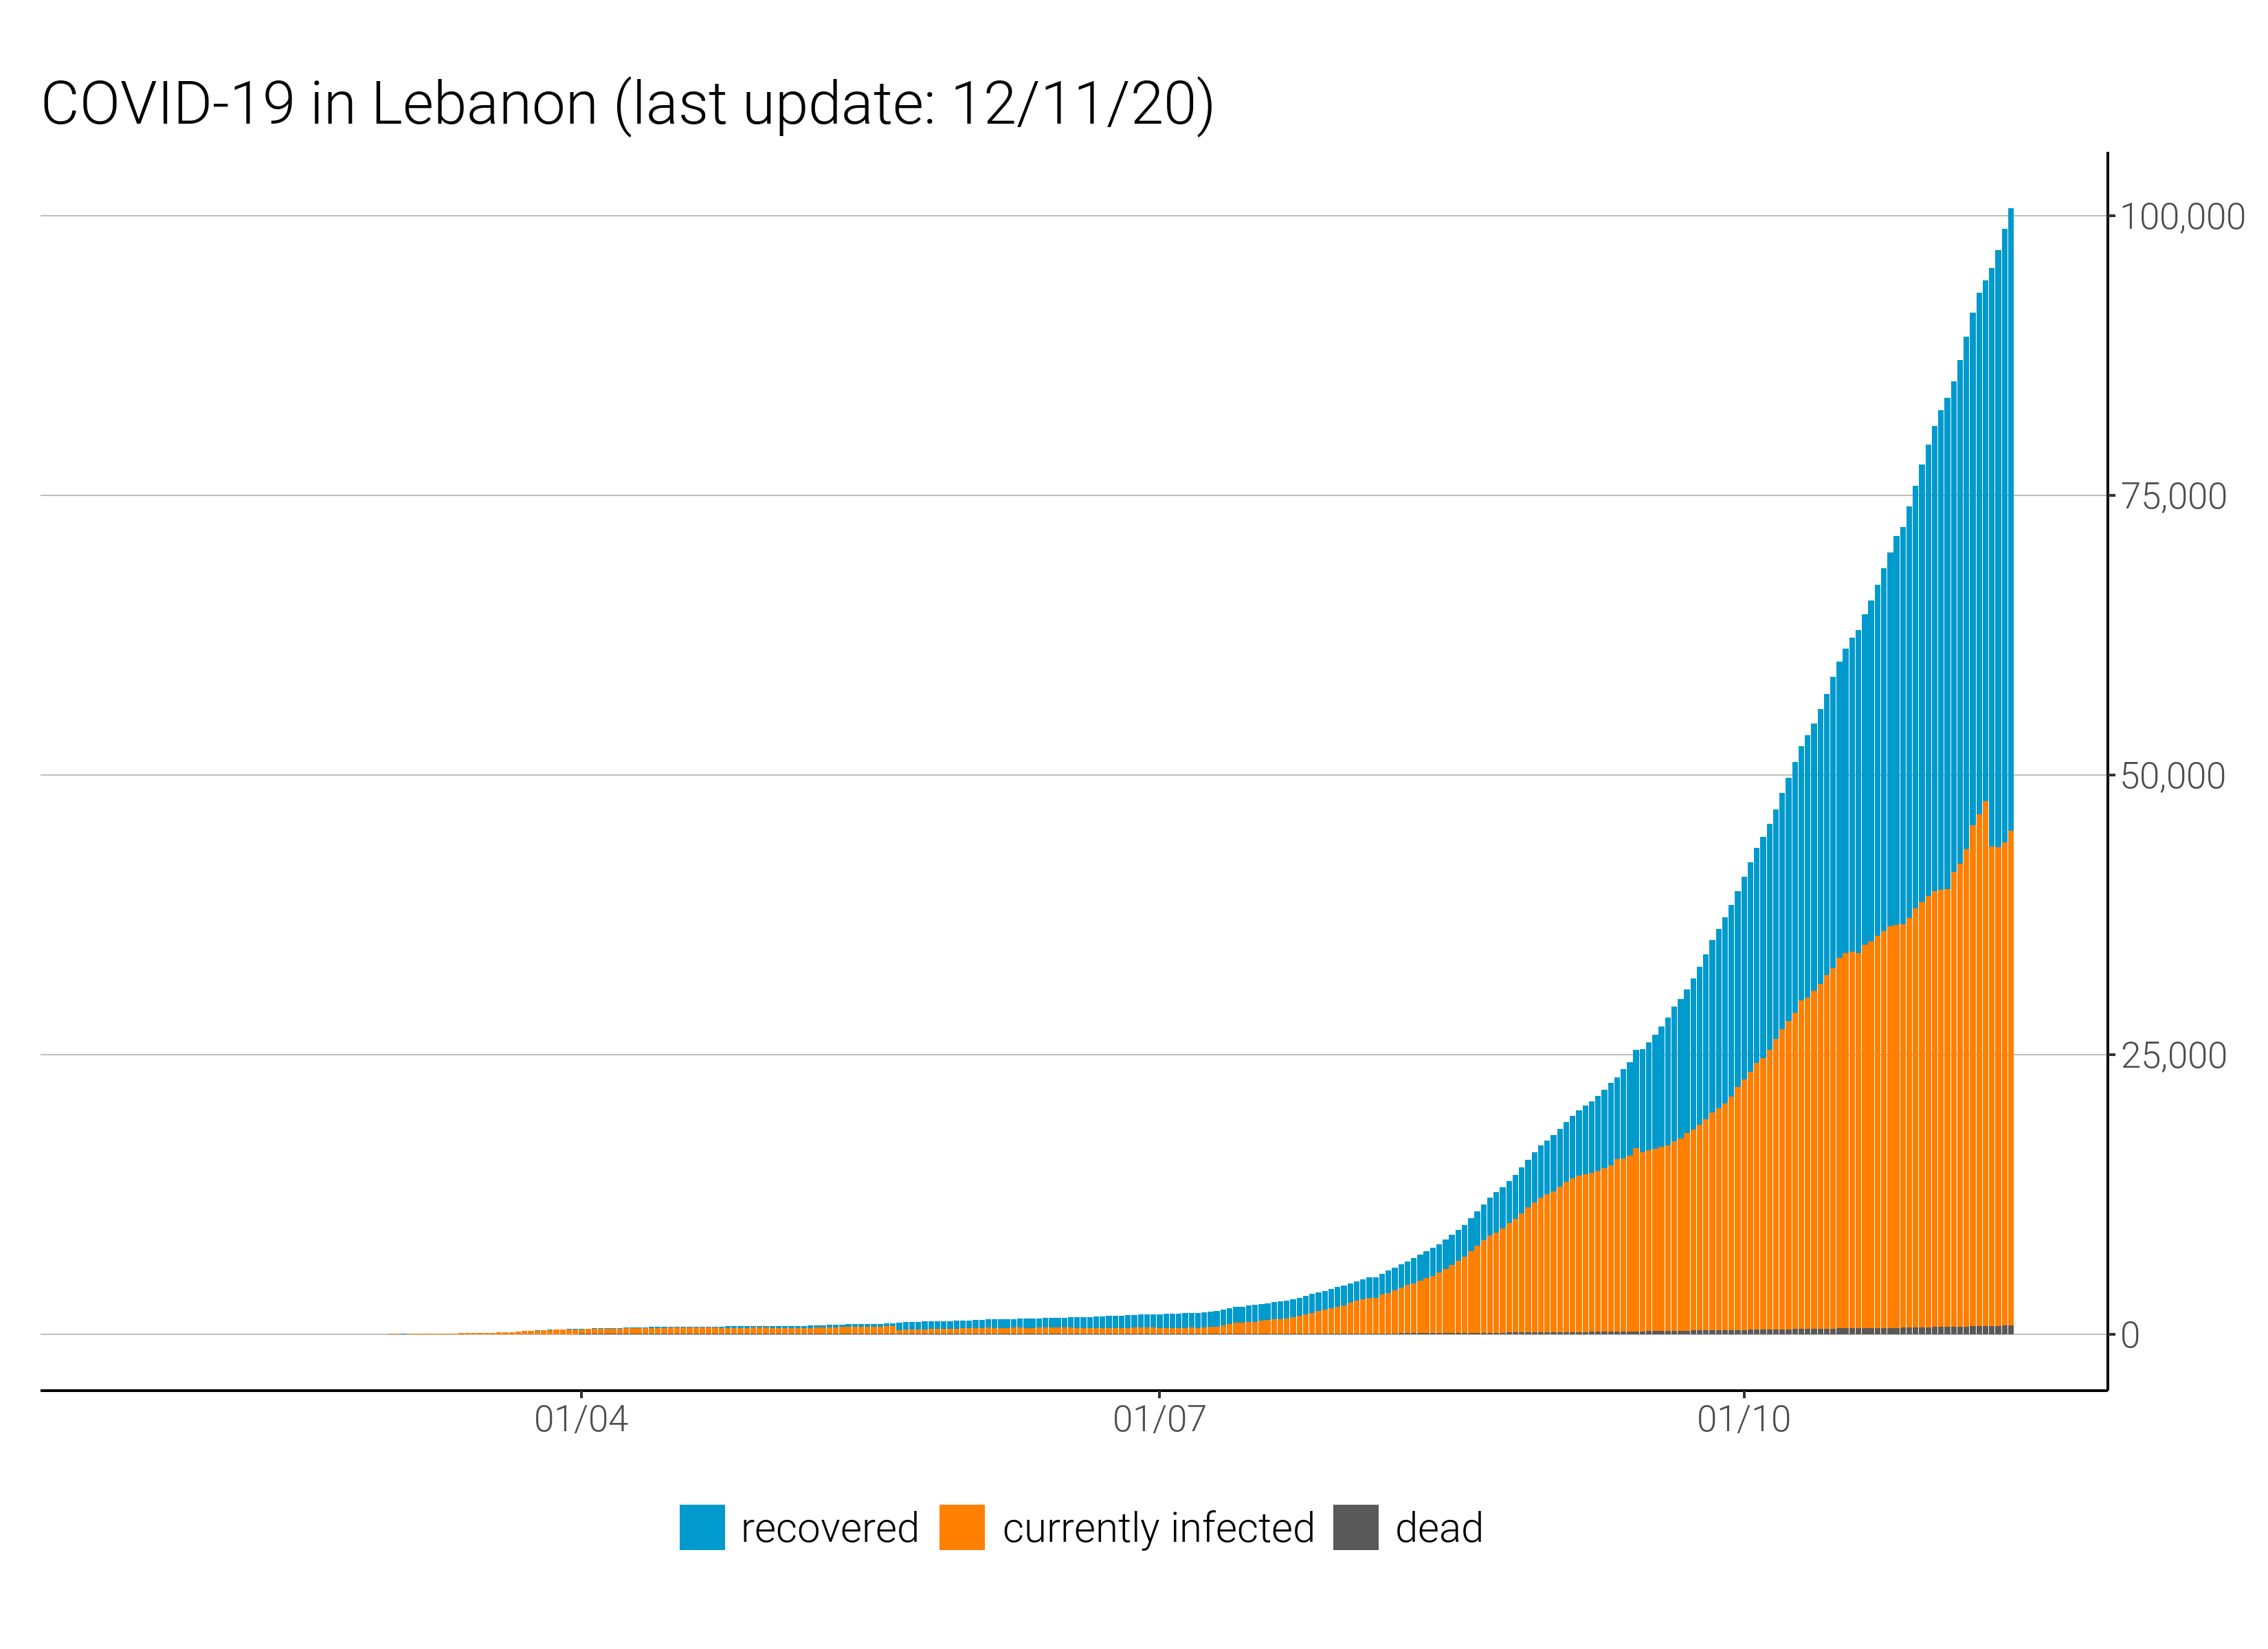 COVID-19 in Lebanon (last update: 12/11/20)
100,000
75,000
50,000
25,000
0
01/04 01/07 01/10
recovered currently infected dead